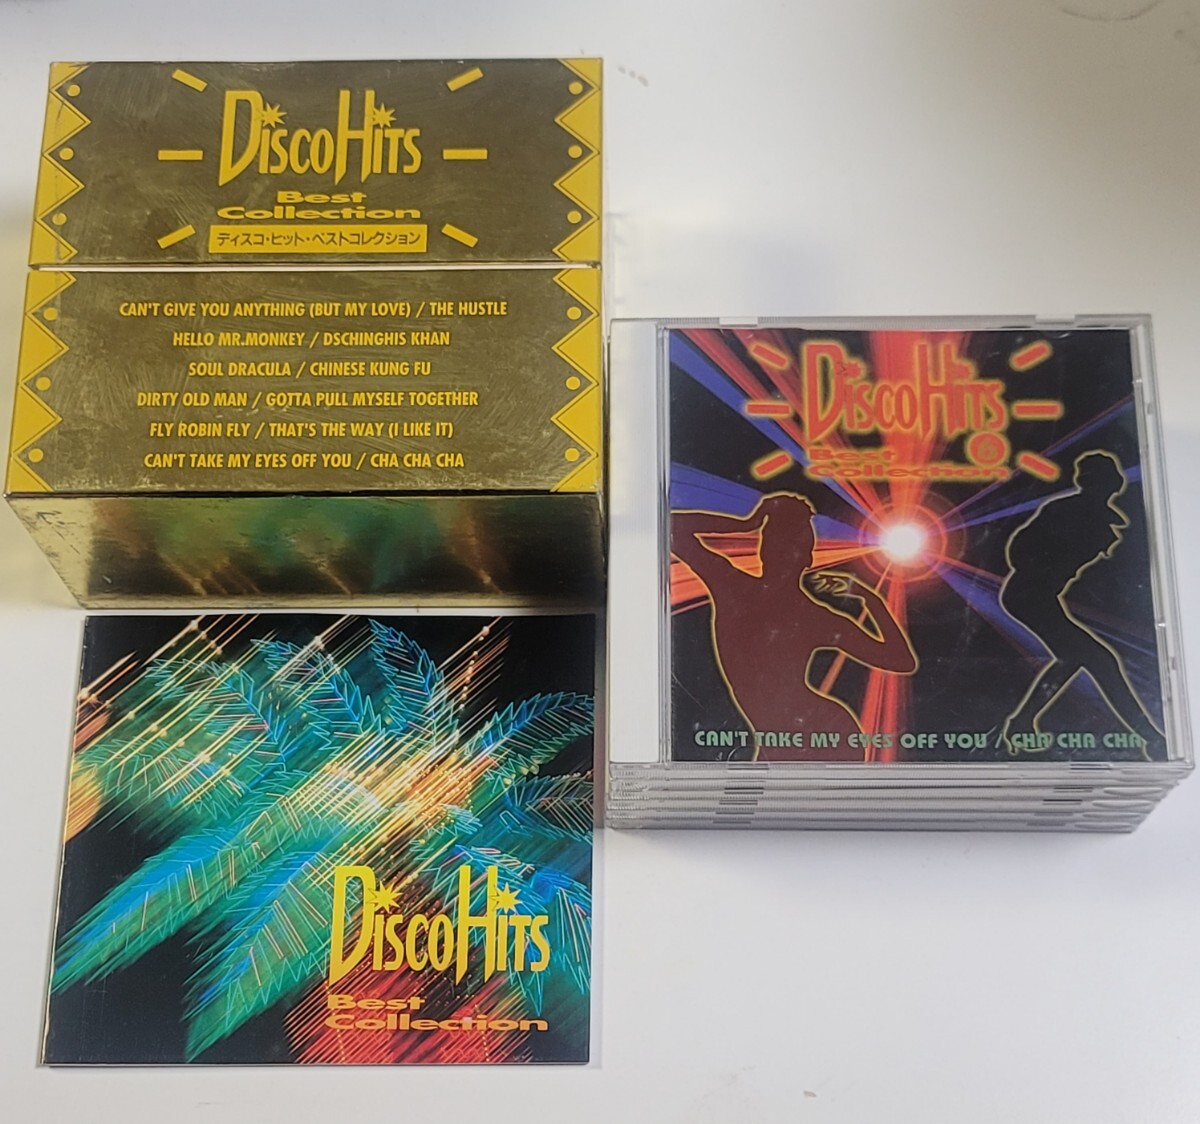 DISCOHITS
Best
Collection
ディスコ・ヒット・ベストコレクション
CAN'T GIVE YOU ANYTHING (BUT MY LOVE) / THE HUSTLE
HELLO MR.MONKEY / DSCHINGHIS KHAN
SOUL DRACULA / CHINESE KUNG FU
DIRTY OLD MAN / GOTTA PULL MYSELF TOGETHER
FLY ROBIN FLY / THAT'S THE WAY (I LIKE IT)
CAN'T TAKE MY EYES OFF YOU / CHA CHA CHA
DISCOHITS
Best 6
Collection
CAN'T TAKE MY EYES OFF YOU / CHA CHA CHA
DISCOHITS
Best
Collection